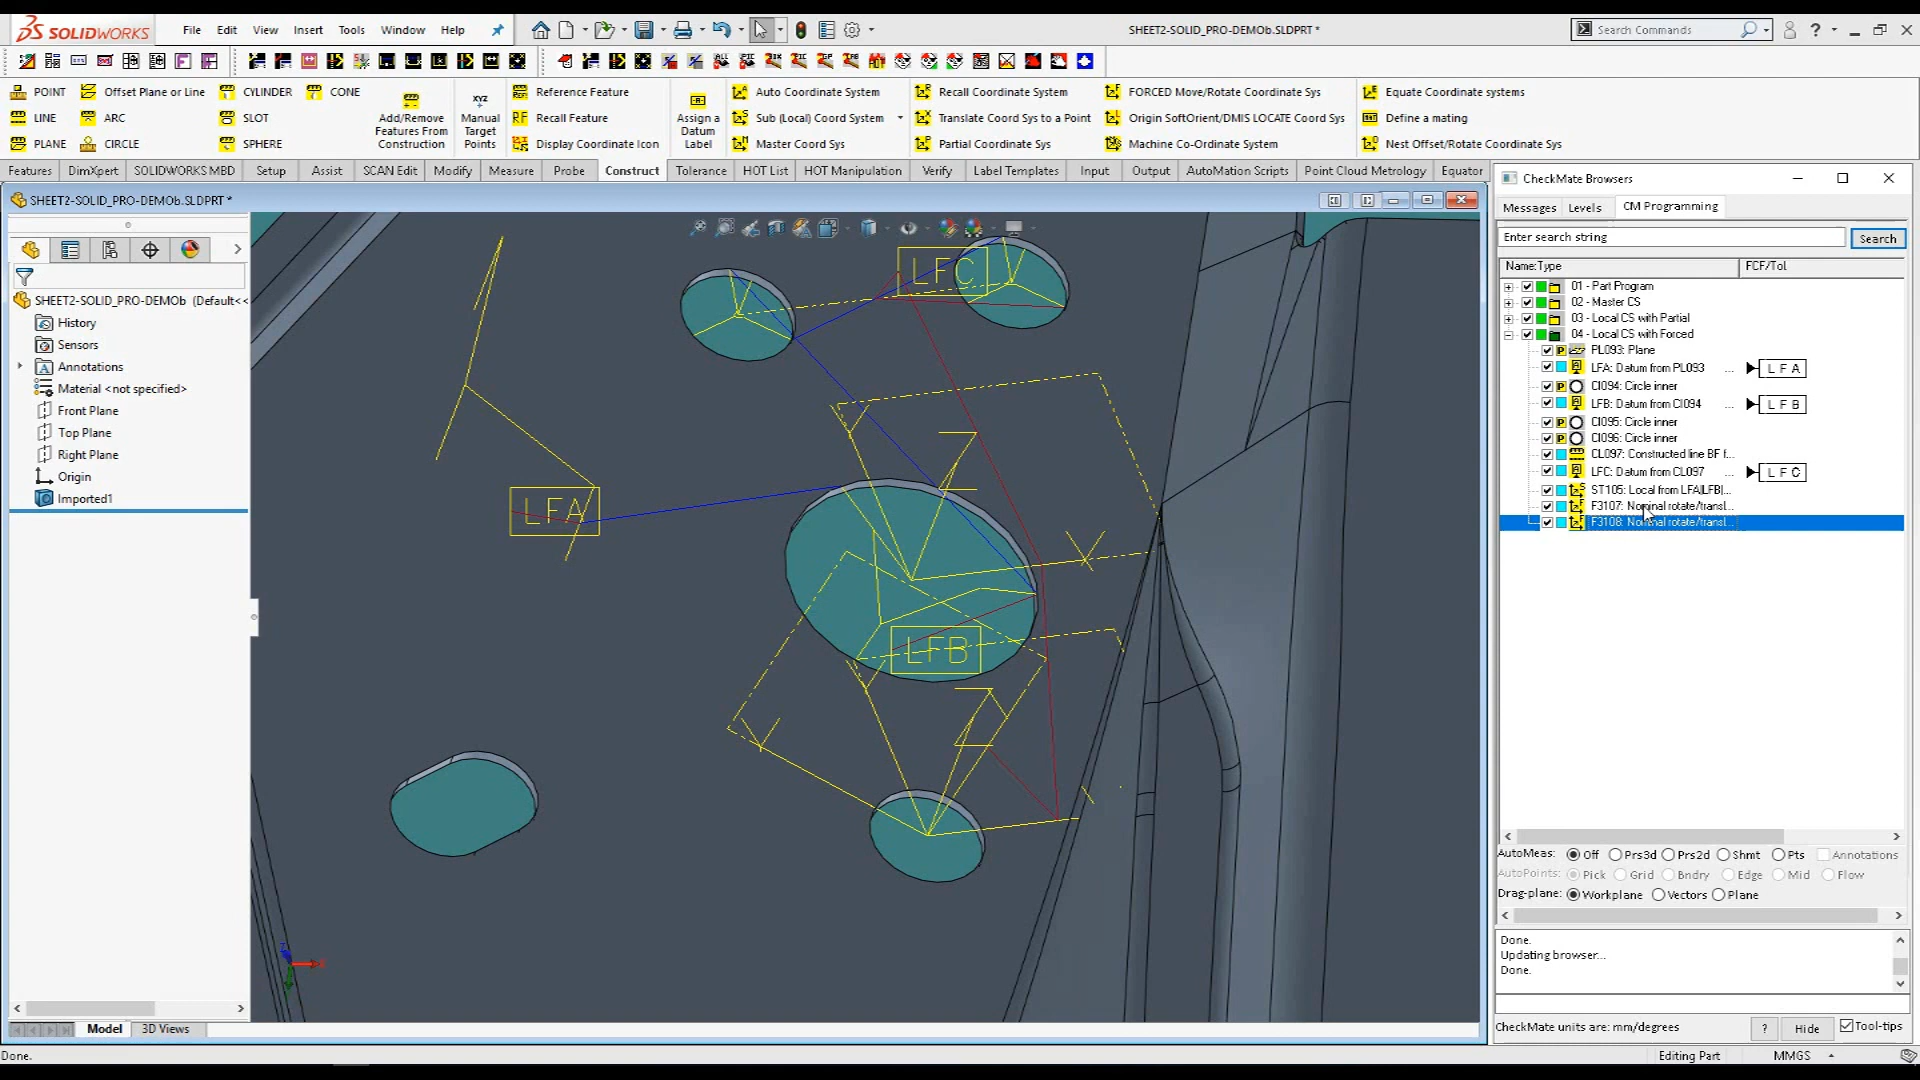 SOLIDWORKS
File Edit View Insert Tools Window Help
SHEET2-SOLID_PRO-DEMOb.SLDPRT *
Search Commands
POINT Offset Plane or Line CYLINDER CONE
LINE ARC SLOT
PLANE CIRCLE SPHERE
Add/Remove
Features From
Construction
XYZ
Manual
Target
Points
Reference Feature
RF Recall Feature
Display Coordinate Icon
Assign a
Datum
Label
Auto Coordinate System Recall Coordinate System FORCED Move/Rotate Coordinate Sys Equate Coordinate systems
Sub (Local) Coord System Translate Coord Sys to a Point Origin SoftOrient/DMIS LOCATE Coord Sys Define a mating
Master Coord Sys Partial Coordinate Sys Machine Co-Ordinate System Nest Offset/Rotate Coordinate Sys
Features DimXpert SOLIDWORKS MBD Setup Assist SCAN Edit Modify Measure Probe Construct Tolerance HOT List HOT Manipulation Verify Label Templates Input Output AutoMation Scripts Point Cloud Metrology Equator
SHEET2-SOLID_PRO-DEMOb.SLDPRT *
SHEET2-SOLID_PRO-DEMOb (Default<<
History
Sensors
Annotations
Material <not specified>
Front Plane
Top Plane
Right Plane
Origin
Imported1
LFC
LFA
LFB
Y
Z
X
Y
Z
Model 3D Views
Done.
CheckMate Browsers
Messages Levels CM Programming
Enter search string
Search
Name:Type FCF/Tol
01 - Part Program
02 - Master CS
03 - Local CS with Partial
04 - Local CS with Forced
PL093: Plane
LFA: Datum from PL093 ... LFA
CI094: Circle inner
LFB: Datum from CI094 ... LFB
CI095: Circle inner
CI096: Circle inner
CL097: Constructed line BF f...
LFC: Datum from CL097 ... LFC
ST105: Local from LFA|LFB|...
F3107: Nominal rotate/transl...
F3108: Nominal rotate/transl...
AutoMeas: Off Prs3d Prs2d Shmt Pts Annotations
AutoPoints: Pick Grid Bndry Edge Mid Flow
Drag-plane: Workplane Vectors Plane
Done.
Updating browser...
Done.
CheckMate units are: mm/degrees
? Hide Tool-tips
Editing Part MMGS